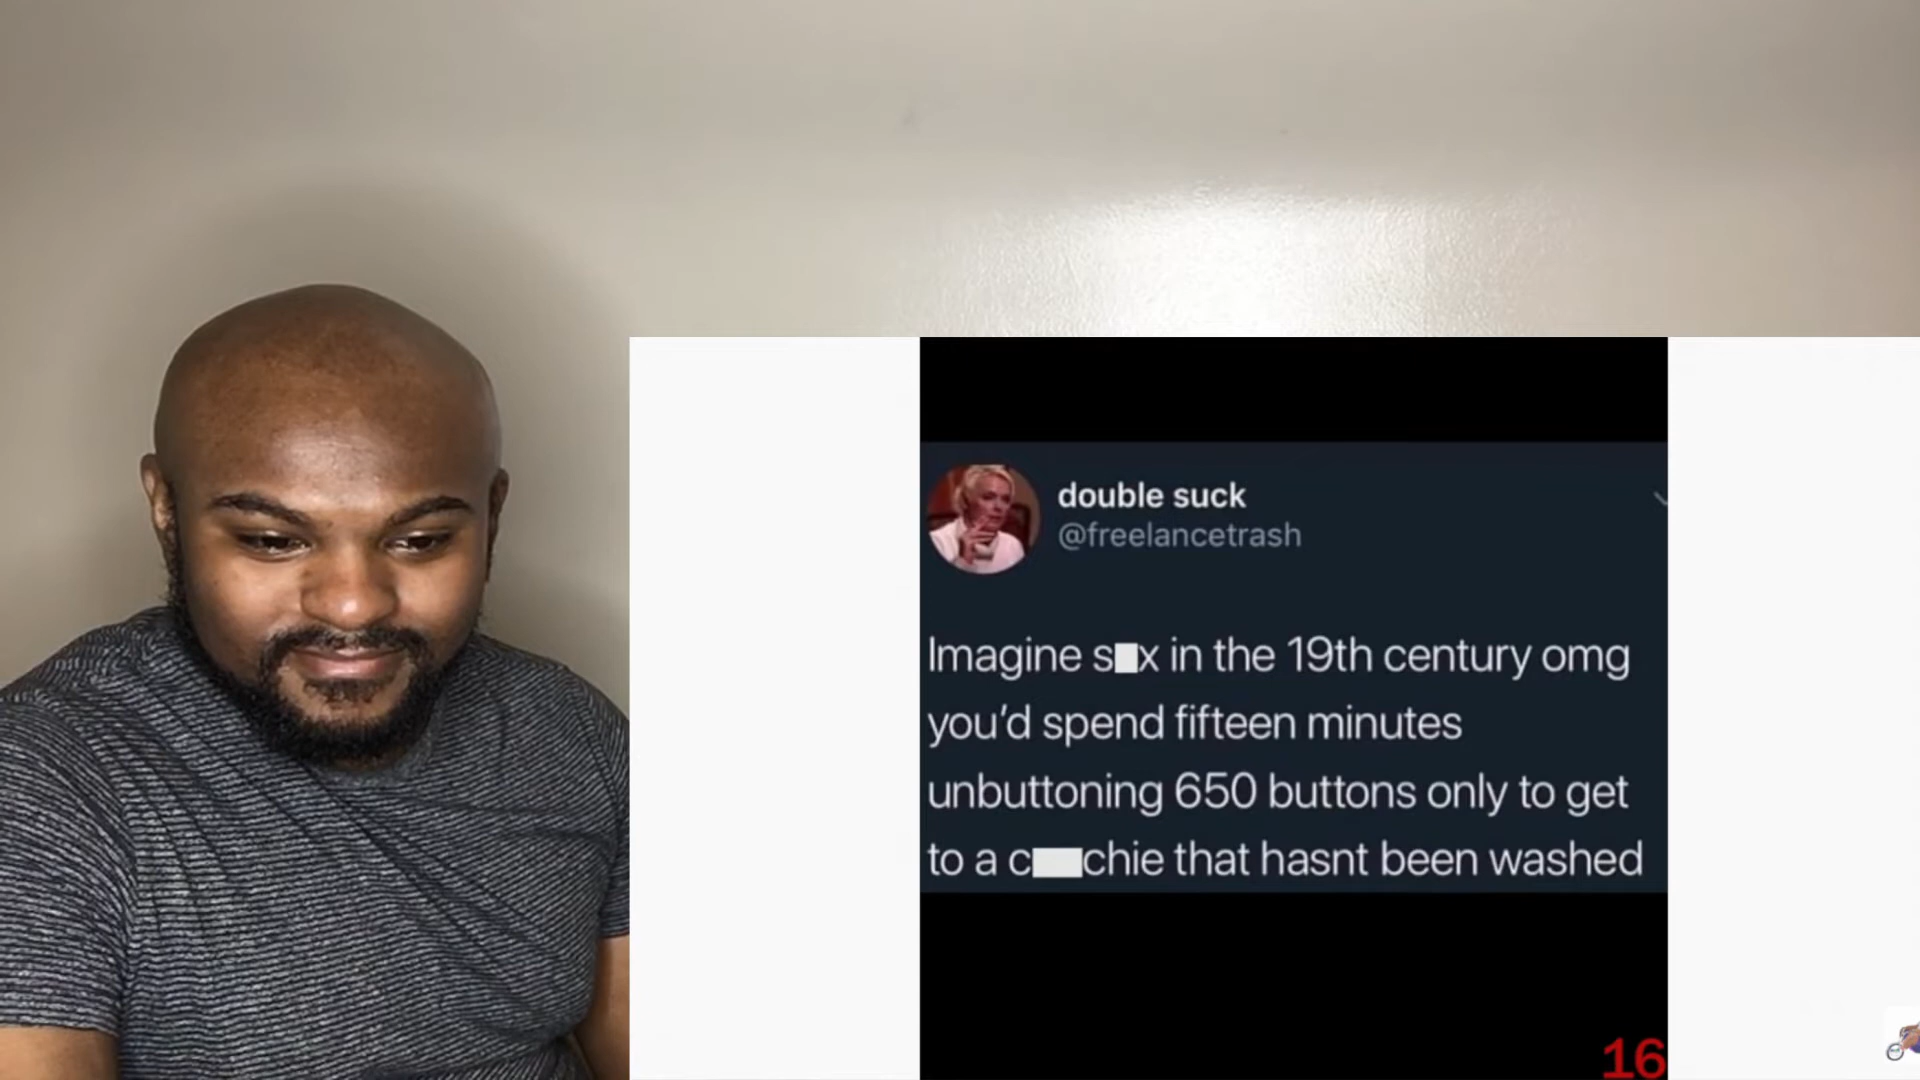 double suck
@freelancetrash
Imagine s x in the 19th century omg
you'd spend fifteen minutes
unbuttoning 650 buttons only to get
to a c chie that hasnt been washed
16